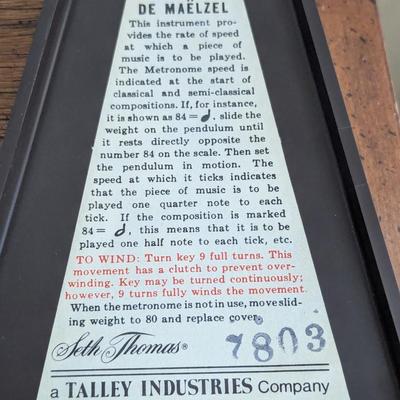 DE MAËLZEL
This instrument pro-
vides the rate of speed
at which a piece of
music is to be played.
The Metronome speed is
indicated at the start of
classical and semi-classical
compositions. If, for instance,
it is shown as 84=♩, slide the
weight on the pendulum until
it rests directly opposite the
number 84 on the scale. Then set
the pendulum in motion. The
speed at which it ticks indicates
that the piece of music is to be
played one quarter note to each
tick. If the composition is marked
84=𝅗𝅥, this means that it is to be
played one half note to each tick, etc.
TO WIND: Turn key 9 full turns. This
movement has a clutch to prevent over-
winding. Key may be turned continuously;
however, 9 turns fully winds the movement.
When the metronome is not in use, move slid-
ing weight to 80 and replace cover.
Seth Thomas®
7803
a TALLEY INDUSTRIES Company